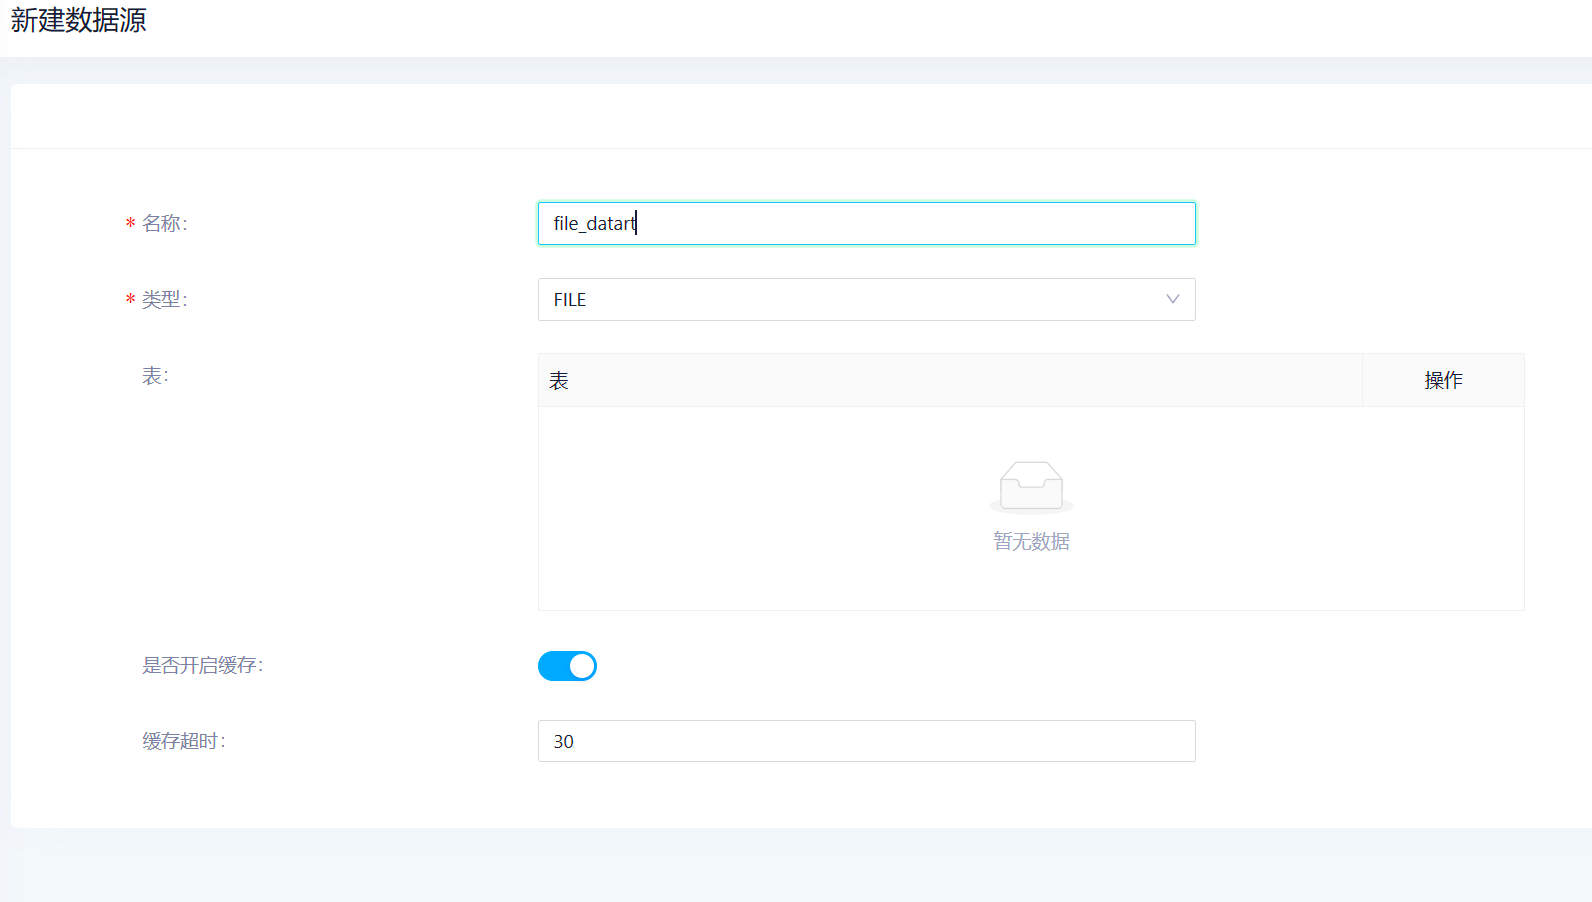 新建数据源
* 名称:
file_datart
* 类型:
FILE
表:
表 操作
暂无数据
是否开启缓存:
缓存超时:
30